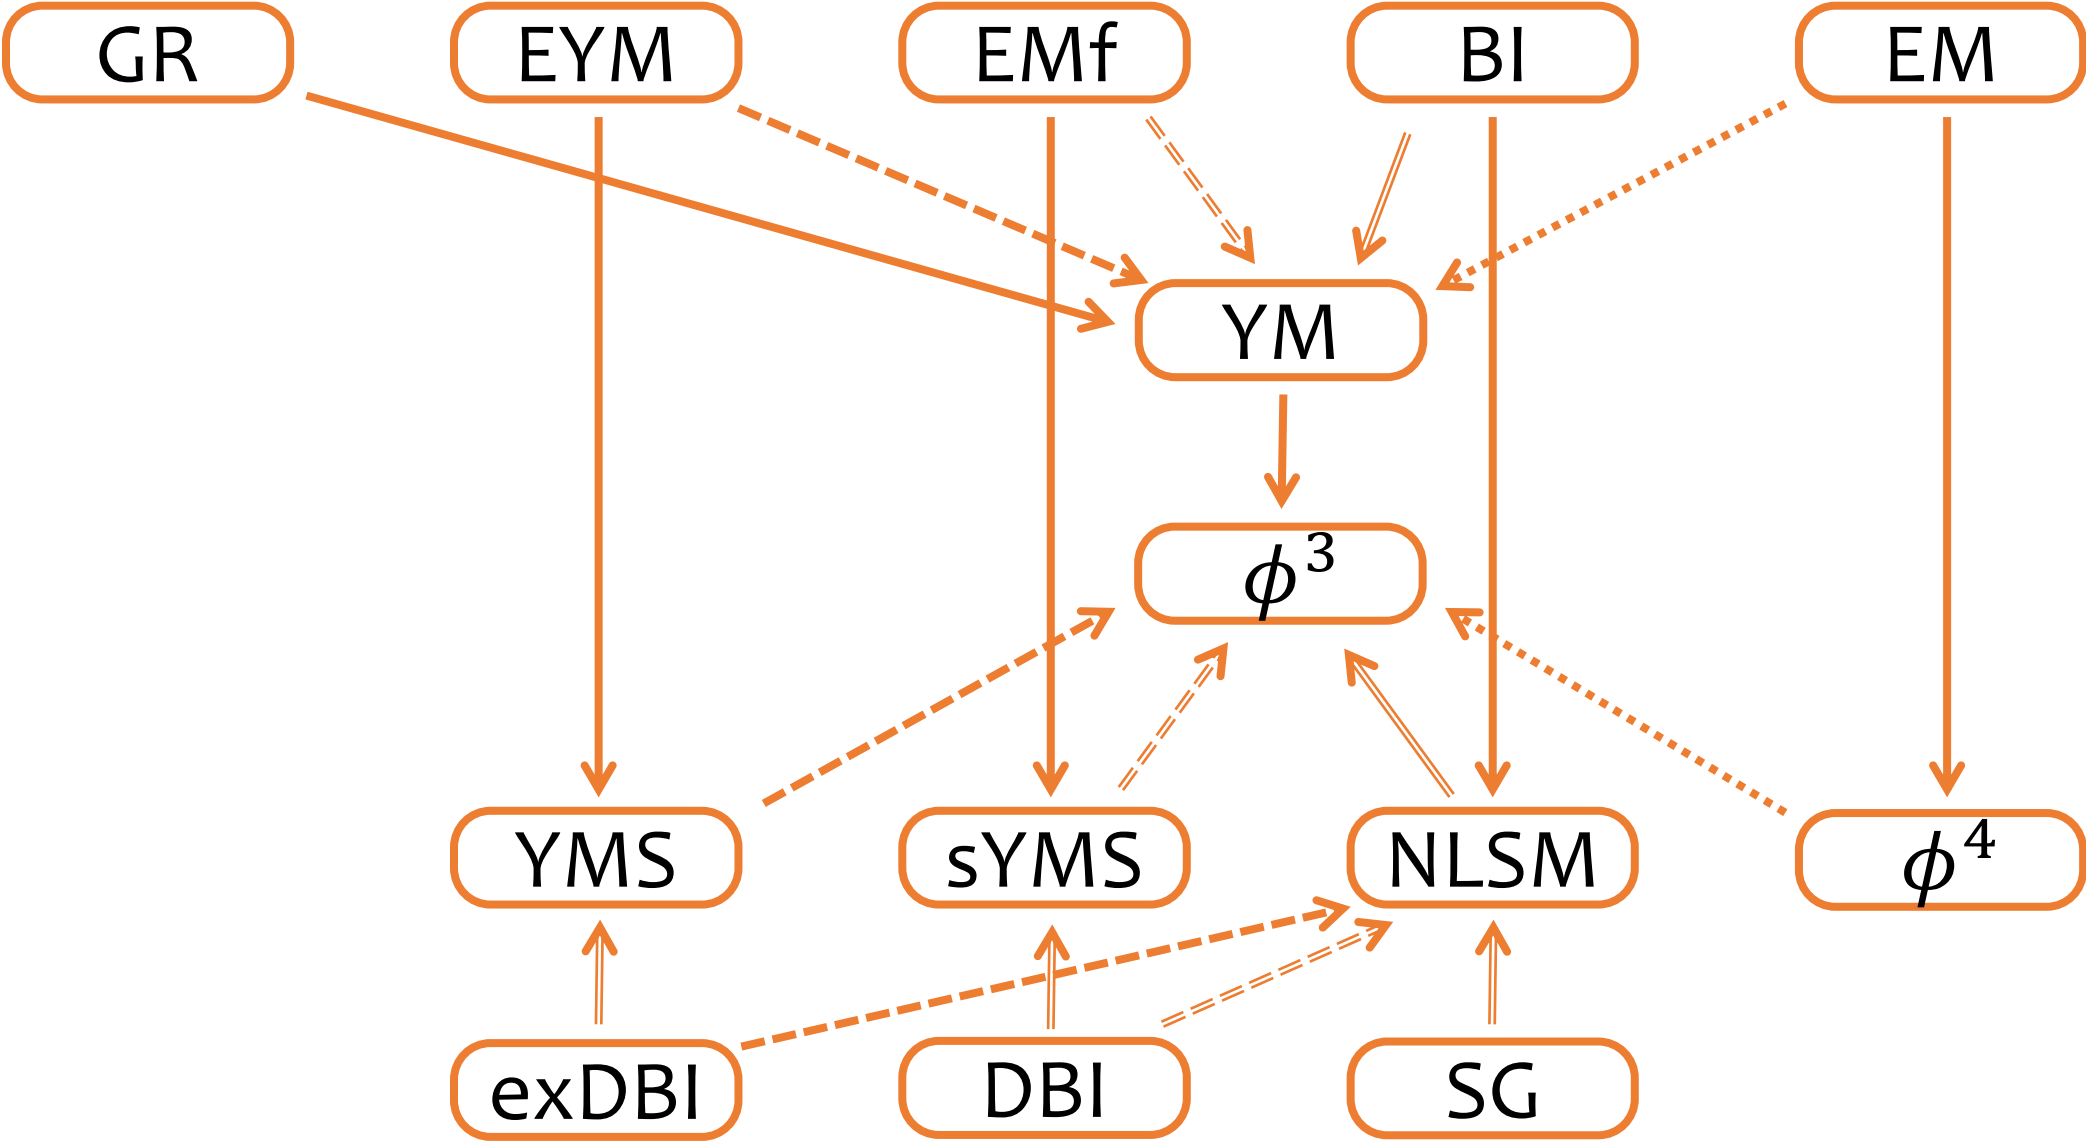 GR EYM EMf BI EM
YM
ϕ³
YMS sYMS NLSM ϕ⁴
exDBI DBI SG